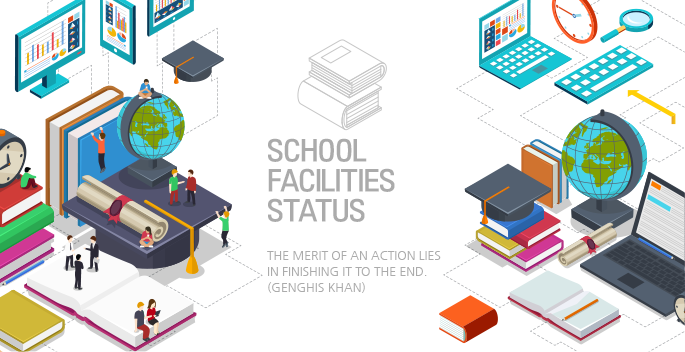 SCHOOL
FACILITIES
STATUS
THE MERIT OF AN ACTION LIES
IN FINISHING IT TO THE END.
(GENGHIS KHAN)